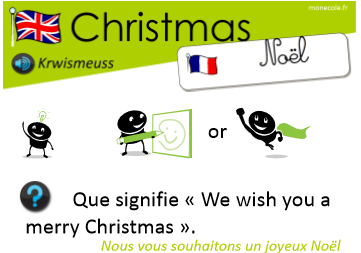 monecole.fr
Christmas
Krwismeuss
Noël
or
Que signifie « We wish you a
merry Christmas ».
Nous vous souhaitons un joyeux Noël